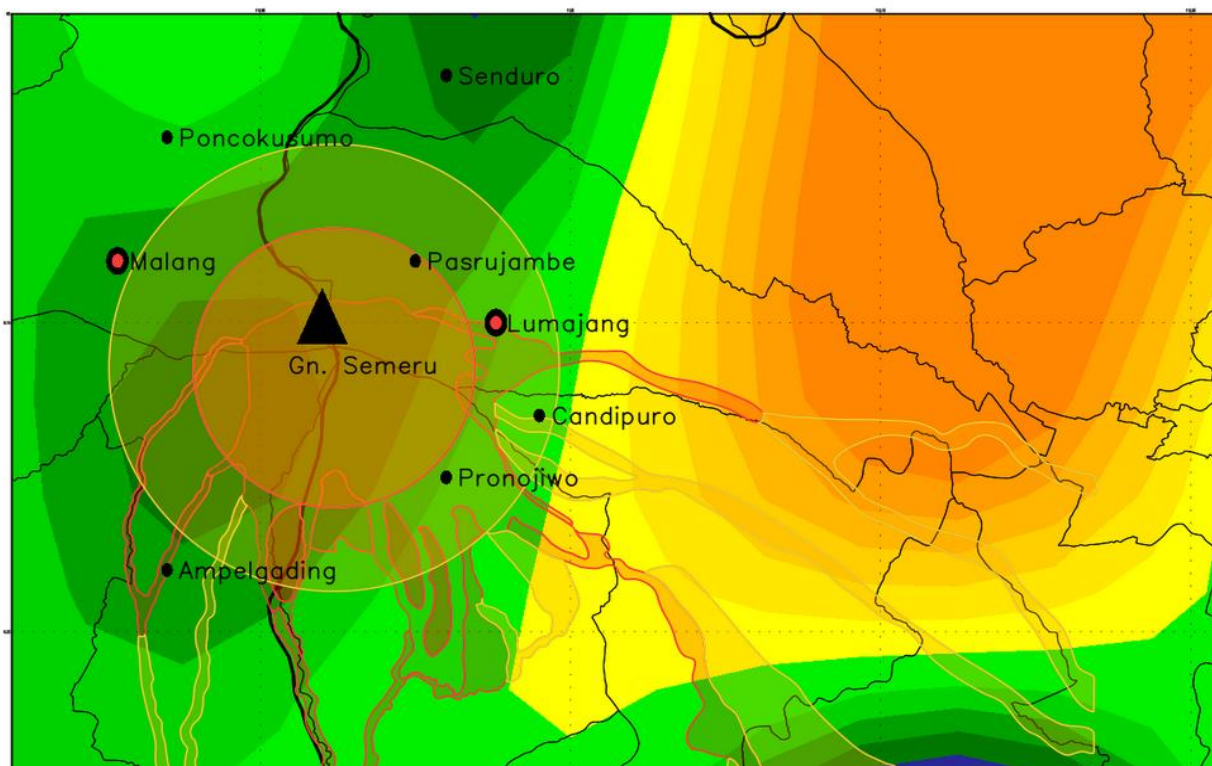 Senduro
Poncokusumo
Malang
Pasrujambe
Lumajang
Gn. Semeru
Candipuro
Pronojiwo
Ampelgading